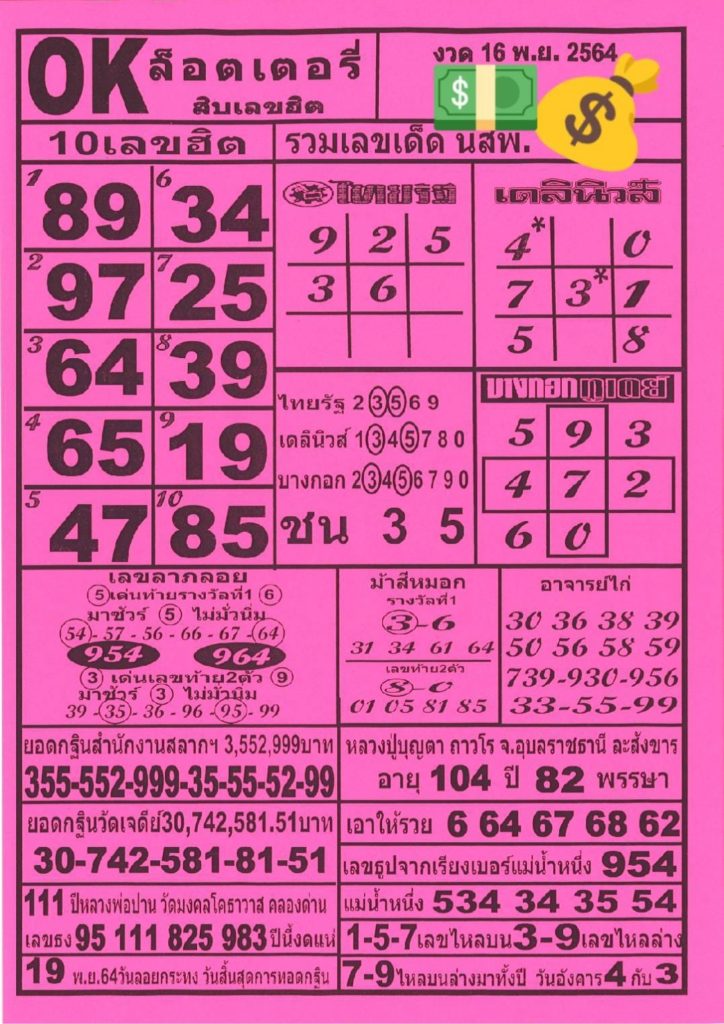 OK ล็อตเตอรี่
สิบเลขฮิต
งวด 16 พ.ย. 2564
10เลขฮิต
รวมเลขเด็ด นสพ.
1 89 6 34
2 97 7 25
3 64 8 39
4 65 9 19
5 47 10 85
ไทยรัฐ
9 2 5
3 6
เดลินิวส์
4* 0
7 3* 1
5 8
ไทยรัฐ 2 3 5 6 9
เดลินิวส์ 1 3 4 5 7 8 0
บางกอก 2 3 4 5 6 7 9 0
ชน 3 5
บางกอกทูเดย์
5 9 3
4 7 2
6 0
เลขลาภลอย
5 เด่นท้ายรางวัลที่1 6
มาชัวร์ 5 ไม่มั่วนิ่ม
54 - 57 - 56 - 66 - 67 - 64
954 964
3 เด่นเลขท้าย2ตัว 9
มาชัวร์ 3 ไม่มั่วนิ่ม
39 - 35 - 36 - 96 - 95 - 99
ม้าสีหมอก
รางวัลที่1
3-6
31 34 61 64
เลขท้าย2ตัว
8-0
01 05 81 85
อาจารย์ไก่
30 36 38 39
50 56 58 59
739-930-956
33-55-99
ยอดกฐินสำนักงานสลากฯ 3,552,999บาท
355-552-999-35-55-52-99
ยอดกฐินวัดเจดีย์30,742,581.51บาท
30-742-581-81-51
111 ปีหลวงพ่อปาน วัดมงคลโคธาวาส คลองด่าน
เลขธง 95 111 825 983 ปีนี้งดแห่
19 พ.ย.64วันลอยกระทง วันสิ้นสุดการทอดกฐิน
หลวงปู่บุญตา ถาวโร จ.อุบลราชธานี ละสังขาร
อายุ 104 ปี 82 พรรษา
เอาให้รวย 6 64 67 68 62
เลขธูปจากเรียงเบอร์แม่น้ำหนึ่ง 954
แม่น้ำหนึ่ง 534 34 35 54
1-5-7เลขไหลบน3-9เลขไหลล่าง
7-9ไหลบนล่างมาทั้งปี วันอังคาร 4 กับ 3